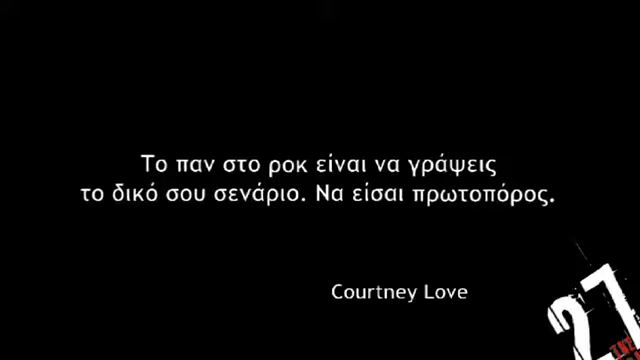 Το παν στο ροκ είναι να γράψεις
το δικό σου σενάριο. Να είσαι πρωτοπόρος.
Courtney Love
27